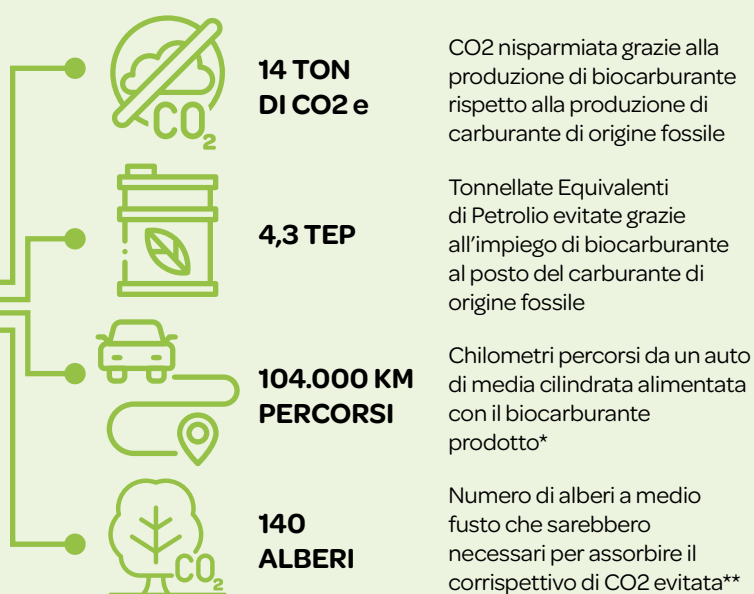 CO2
14 TON
DI CO2 e
CO2 nisparmiata grazie alla
produzione di biocarburante
rispetto alla produzione di
carburante di origine fossile
4,3 TEP
Tonnellate Equivalenti
di Petrolio evitate grazie
all'impiego di biocarburante
al posto del carburante di
origine fossile
104.000 KM
PERCORSI
Chilometri percorsi da un auto
di media cilindrata alimentata
con il biocarburante
prodotto*
CO2
140
ALBERI
Numero di alberi a medio
fusto che sarebbero
necessari per assorbire il
corrispettivo di CO2 evitata**